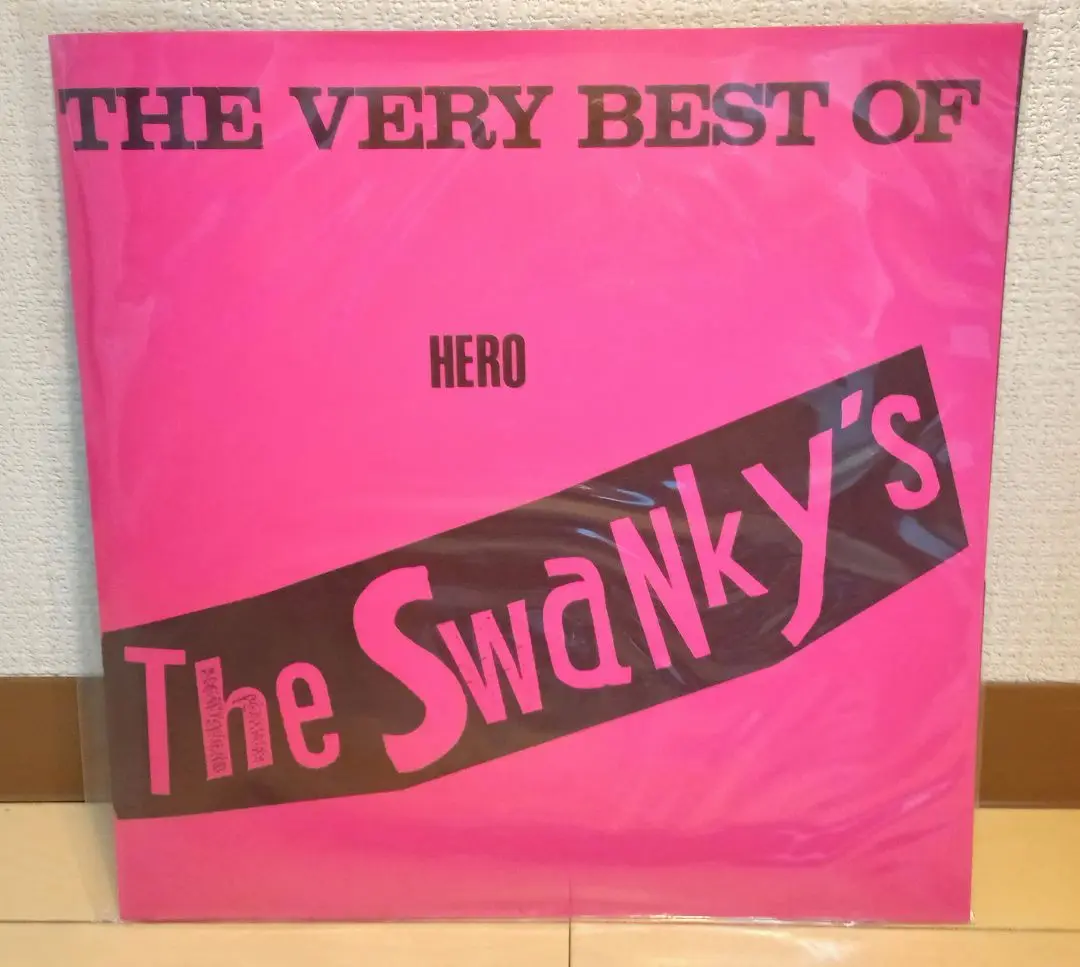 THE VERY BEST OF
HERO
The SwaNky's